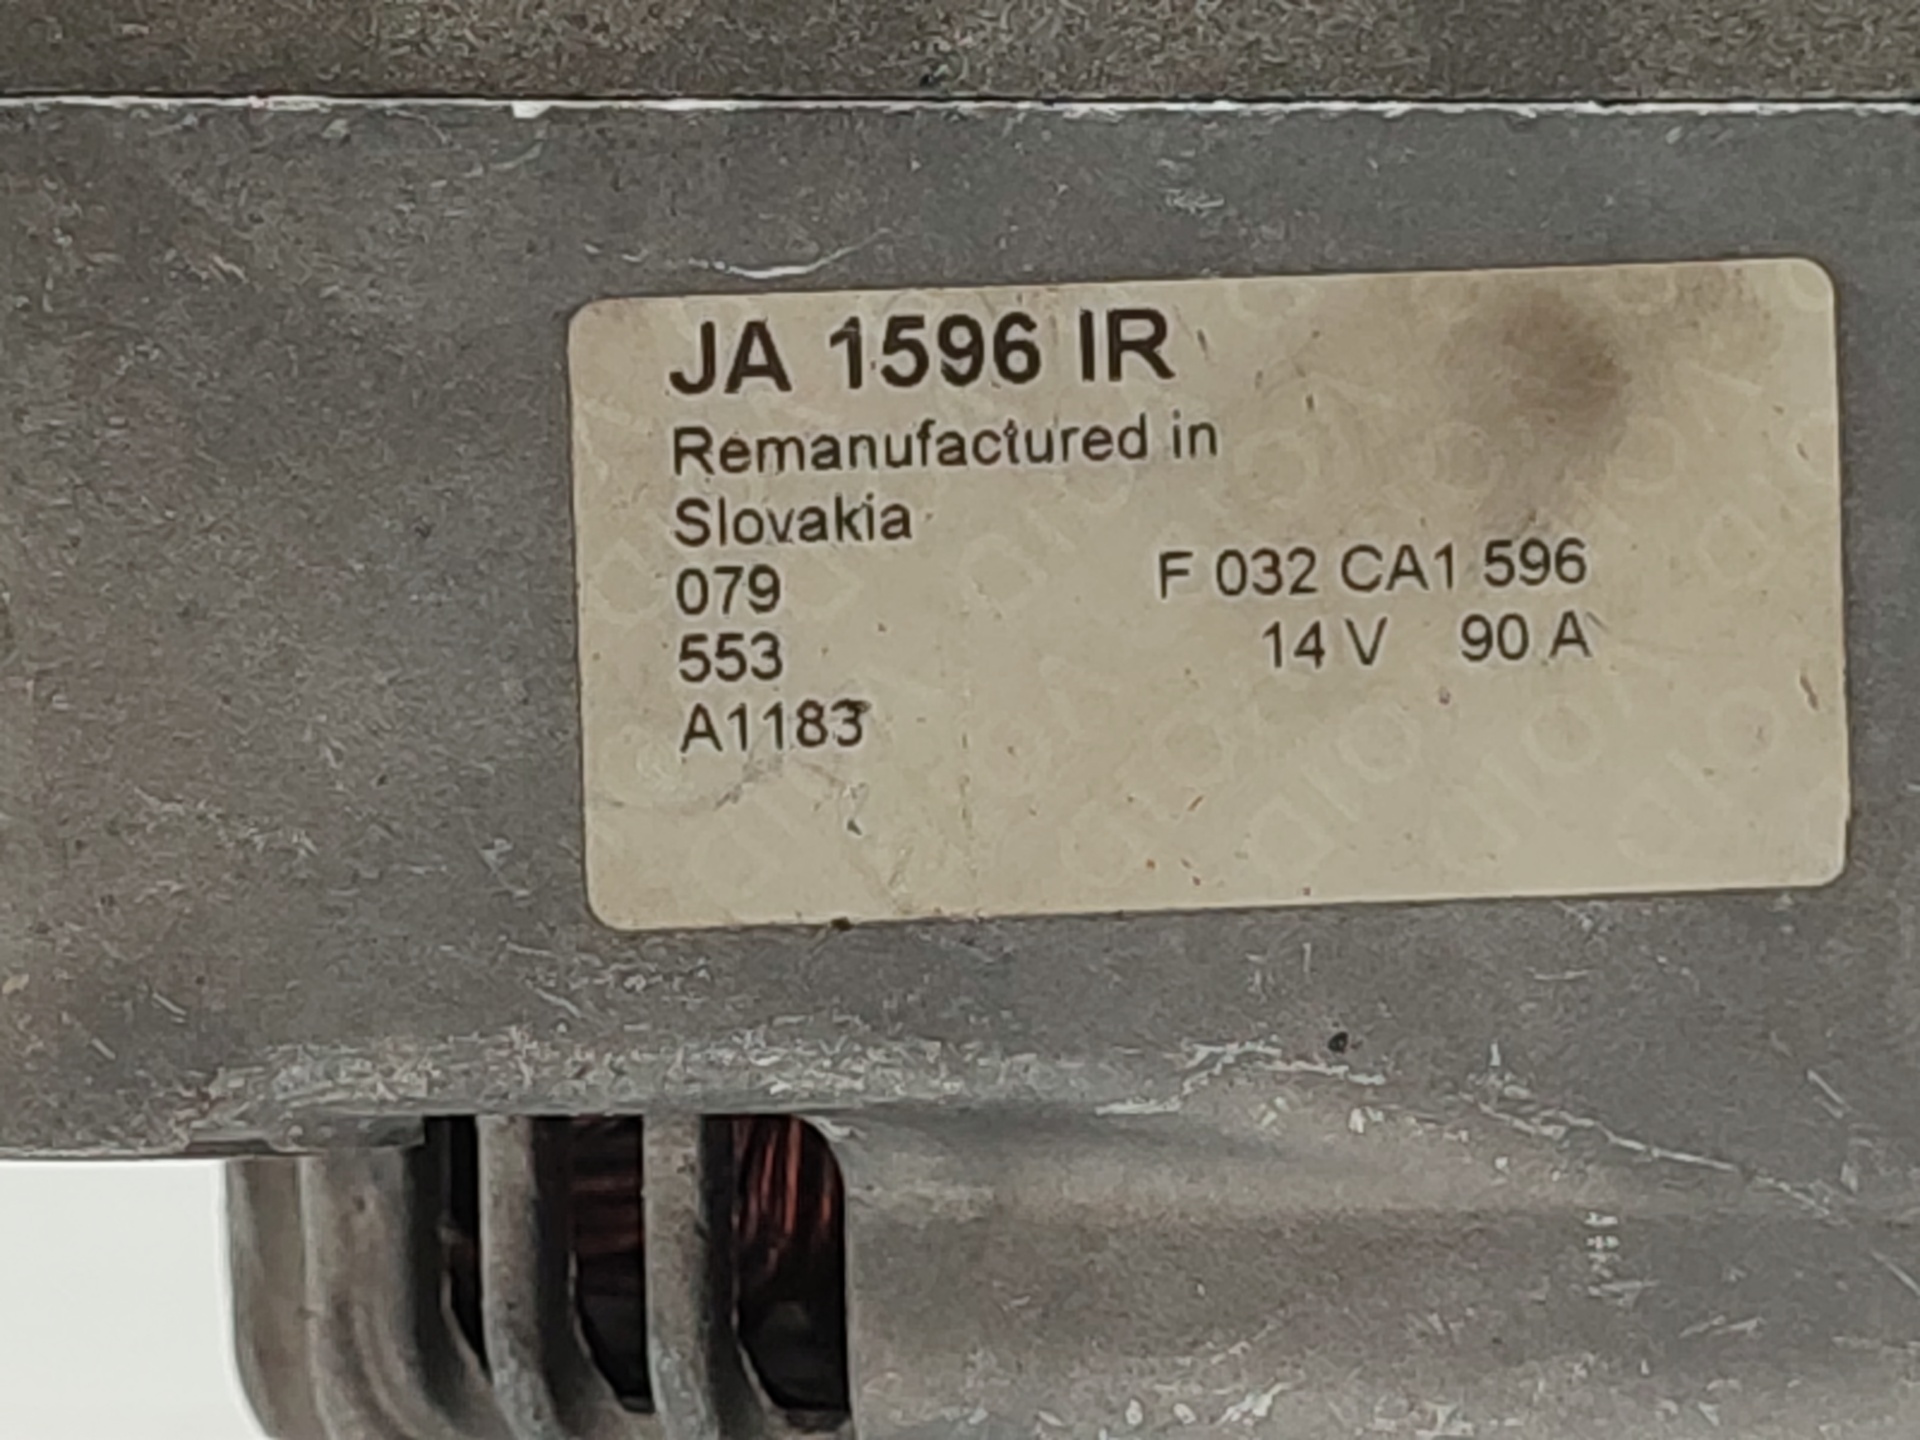 JA 1596 IR
Remanufactured in
Slovakia
079
F 032 CA1 596
553
14 V 90 A
A1183